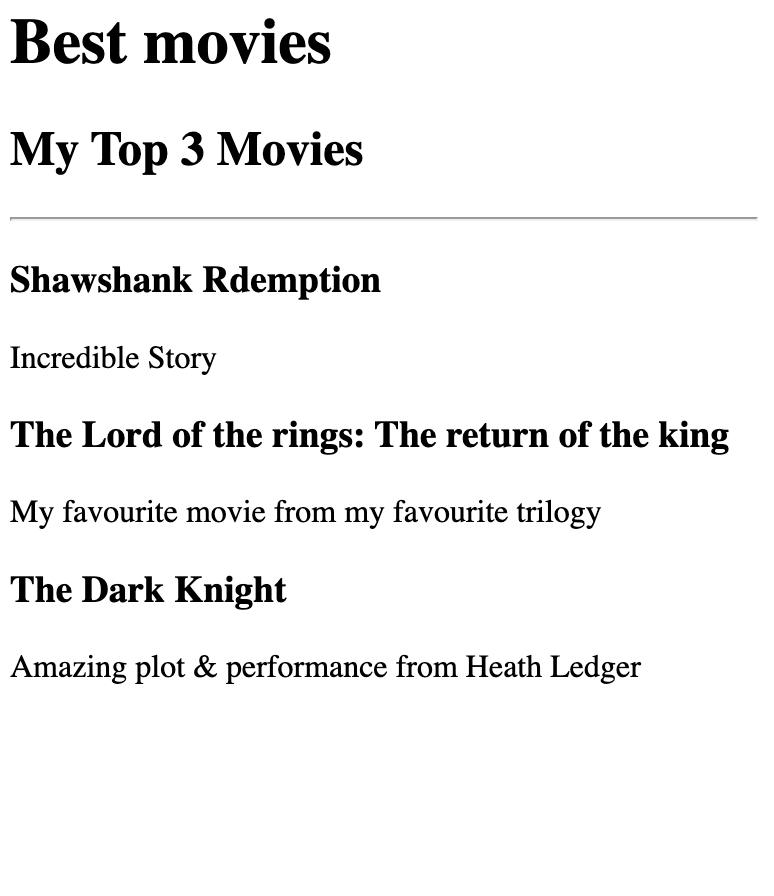 Best movies
My Top 3 Movies
Shawshank Rdemption
Incredible Story
The Lord of the rings: The return of the king
My favourite movie from my favourite trilogy
The Dark Knight
Amazing plot & performance from Heath Ledger